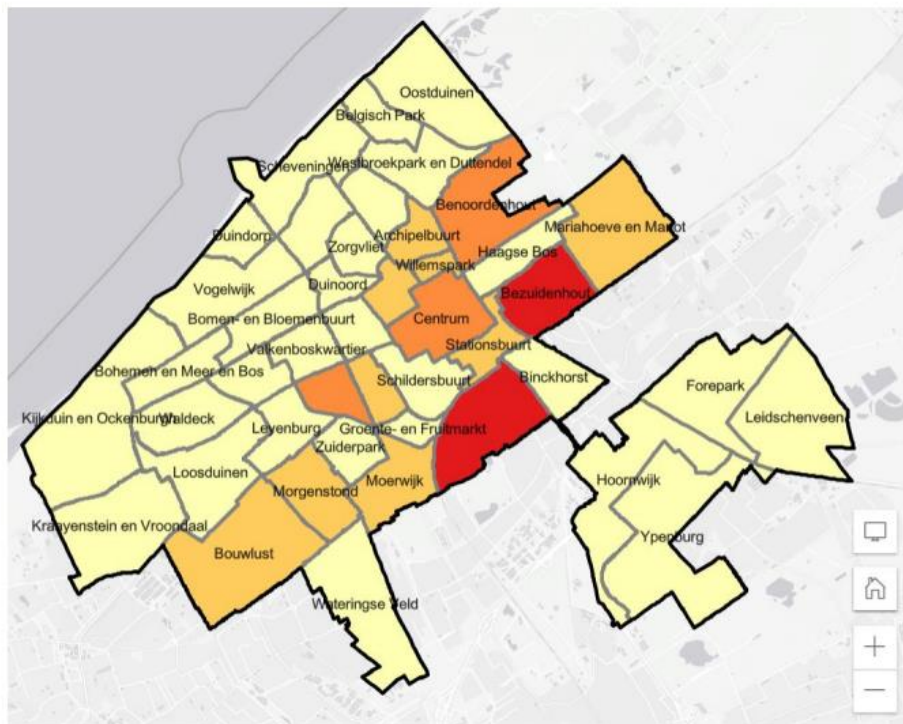 Oostduinen
Belgisch Park
Scheveningen
Westbroekpark en Duttendel
Benoordenhout
Mariahoeve en Marlot
Duindorp
Archipelbuurt
Zorgvliet
Haagse Bos
Willemspark
Vogelwijk
Duinoord
Bezuidenhout
Bomen- en Bloemenbuurt
Centrum
Valkenboskwartier
Stationsbuurt
Bohemen en Meer en Bos
Schildersbuurt
Binckhorst
Forepark
Kijkduin en Ockenburgh
Waldeck
Leyenburg
Groente- en Fruitmarkt
Leidschenveen
Zuiderpark
Loosduinen
Moerwijk
Hoornwijk
Morgenstond
Kraayenstein en Vroondaal
Ypenburg
Bouwlust
Wateringse Veld